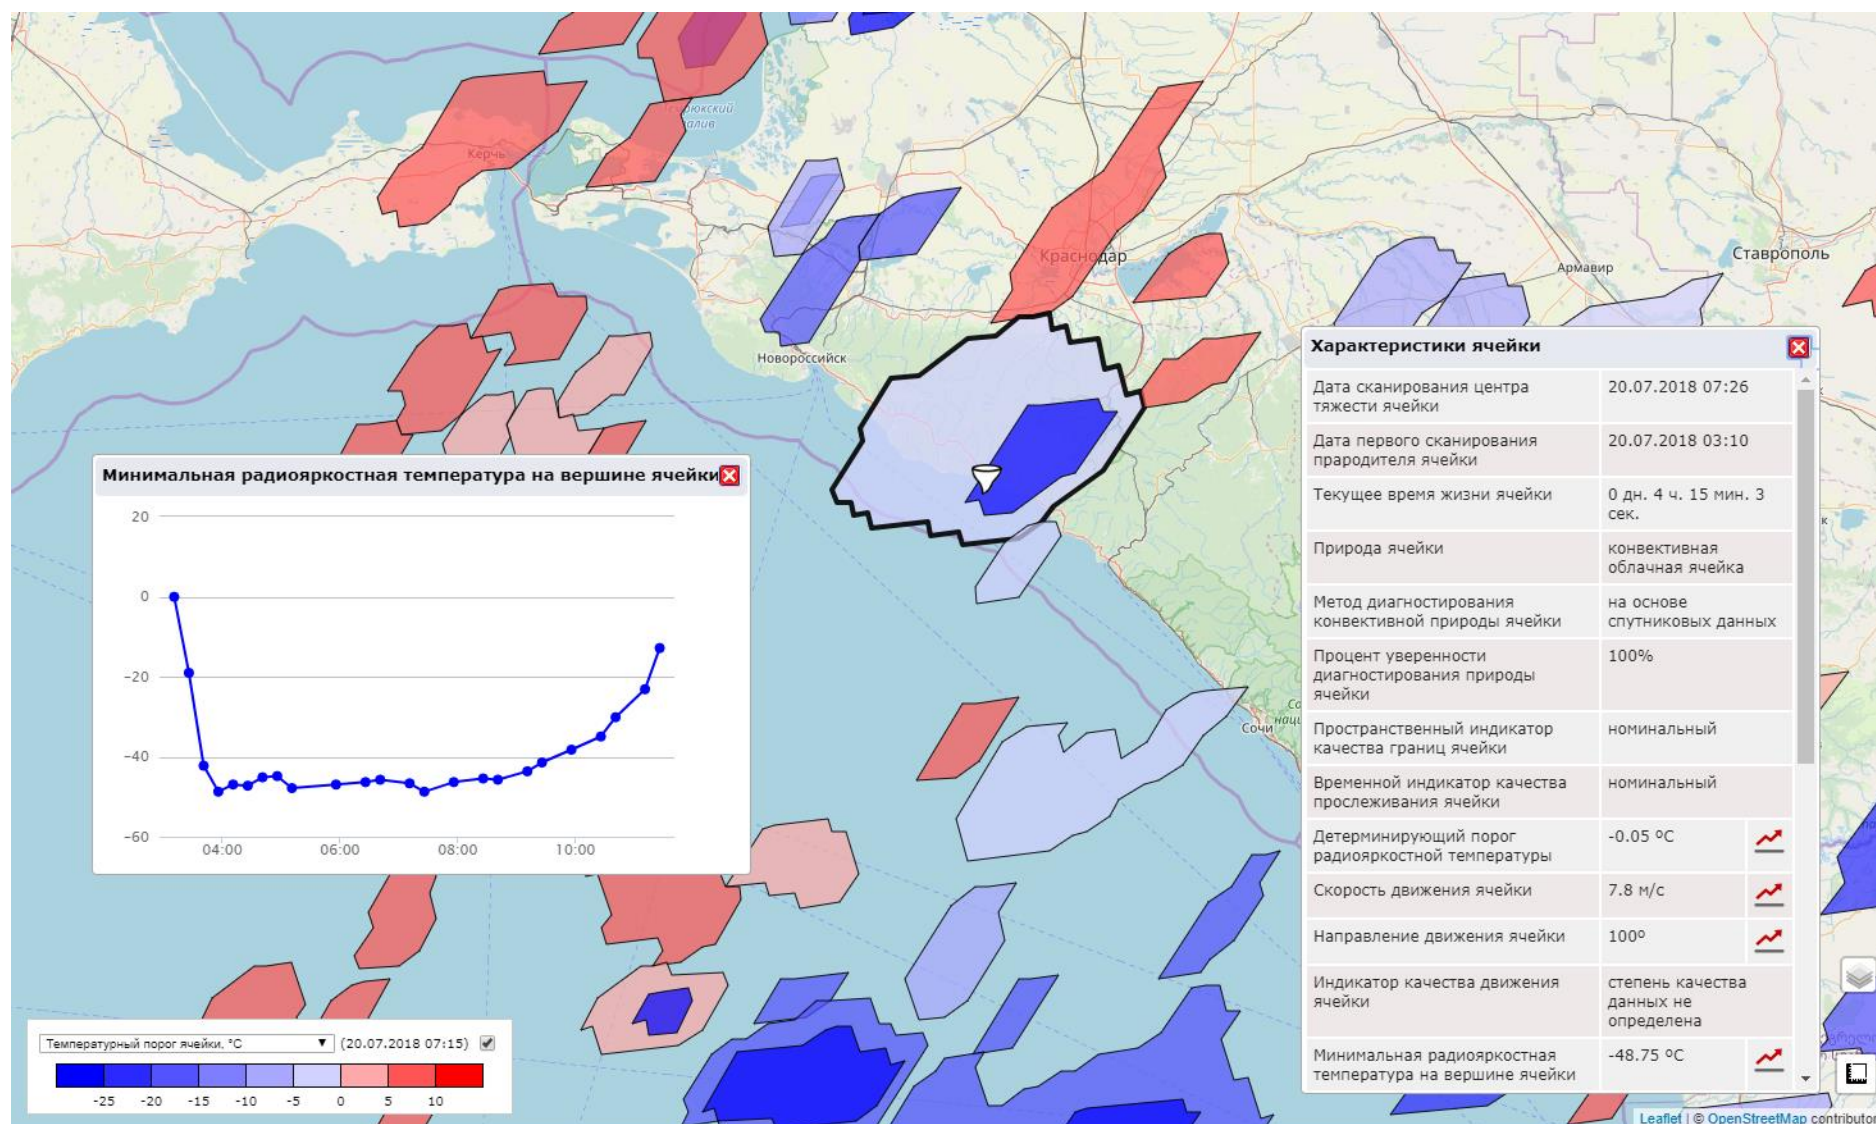 Керчь
Краснодар
Ставрополь
Армавир
Новороссийск
Сочи
Характеристики ячейки
Дата сканирования центра
тяжести ячейки
20.07.2018 07:26
Дата первого сканирования
прародителя ячейки
20.07.2018 03:10
Текущее время жизни ячейки
0 дн. 4 ч. 15 мин. 3
сек.
Природа ячейки
конвективная
облачная ячейка
Метод диагностирования
конвективной природы ячейки
на основе
спутниковых данных
Процент уверенности
диагностирования природы
ячейки
100%
Пространственный индикатор
качества границ ячейки
номинальный
Временной индикатор качества
прослеживания ячейки
номинальный
Детерминирующий порог
радиояркостной температуры
-0.05 ºC
Скорость движения ячейки
7.8 м/с
Направление движения ячейки
100º
Индикатор качества движения
ячейки
степень качества
данных не
определена
Минимальная радиояркостная
температура на вершине ячейки
-48.75 ºC
Минимальная радиояркостная температура на вершине ячейки
20
0
-20
-40
-60
04:00 06:00 08:00 10:00
Температурный порог ячейки, °C (20.07.2018 07:15)
-25 -20 -15 -10 -5 0 5 10
Leaflet | © OpenStreetMap contributor